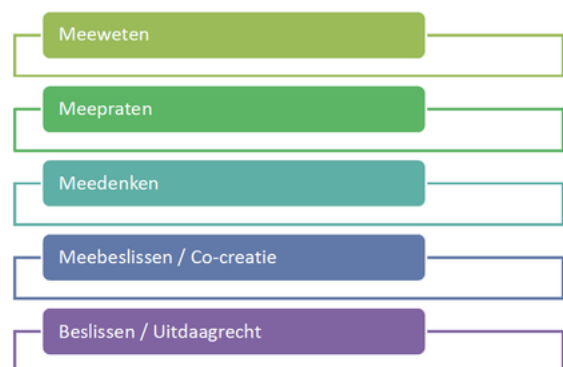 Meeweten
Meepraten
Meedenken
Meebeslissen / Co-creatie
Beslissen / Uitdaagrecht